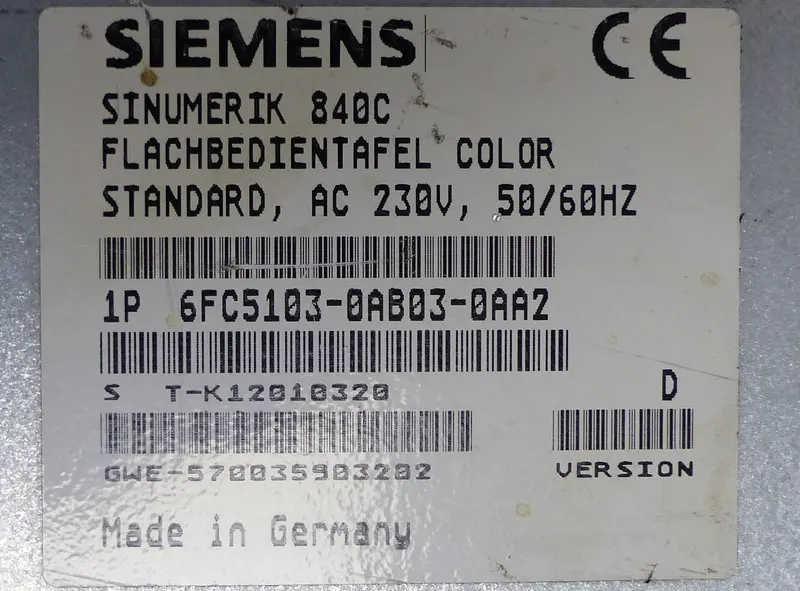 SIEMENS
CE
SINUMERIK 840C
FLACHBEDIENTAFEL COLOR
STANDARD, AC 230V, 50/60HZ
1P 6FC5103-0AB03-0AA2
S T-K12010320
D
GWE-570035903202
VERSION
Made in Germany